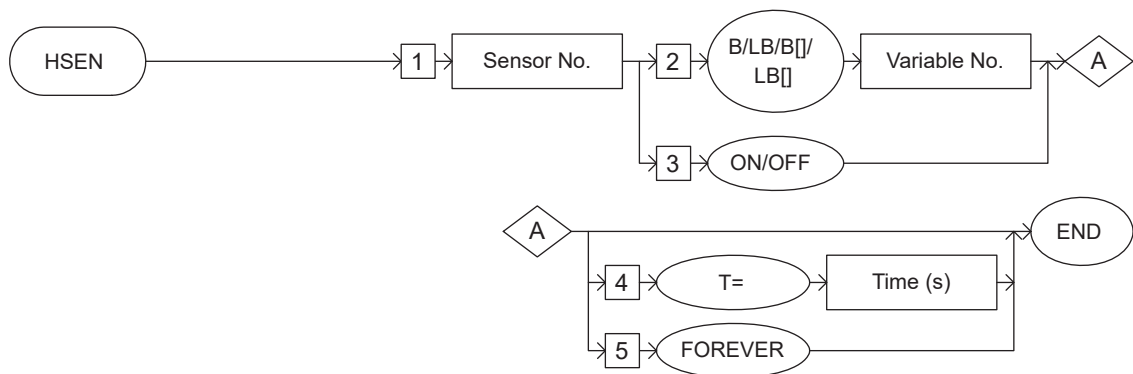 HSEN
1
Sensor No.
2
B/LB/B[]/
LB[]
Variable No.
A
3
ON/OFF
A
END
4
T=
Time (s)
5
FOREVER